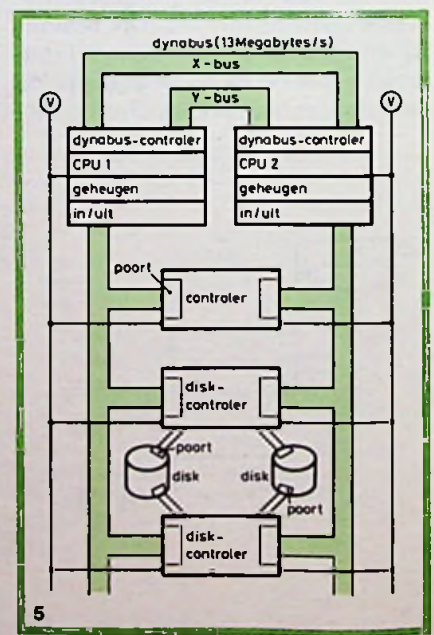 dynabus (13Megabytes/s)
X-bus
Y-bus
V
V
dynabus-controler
CPU 1
geheugen
in/uit
dynabus-controler
CPU 2
geheugen
in/uit
poort
controler
disk-
controler
poort
disk
disk
poort
disk-
controler
5